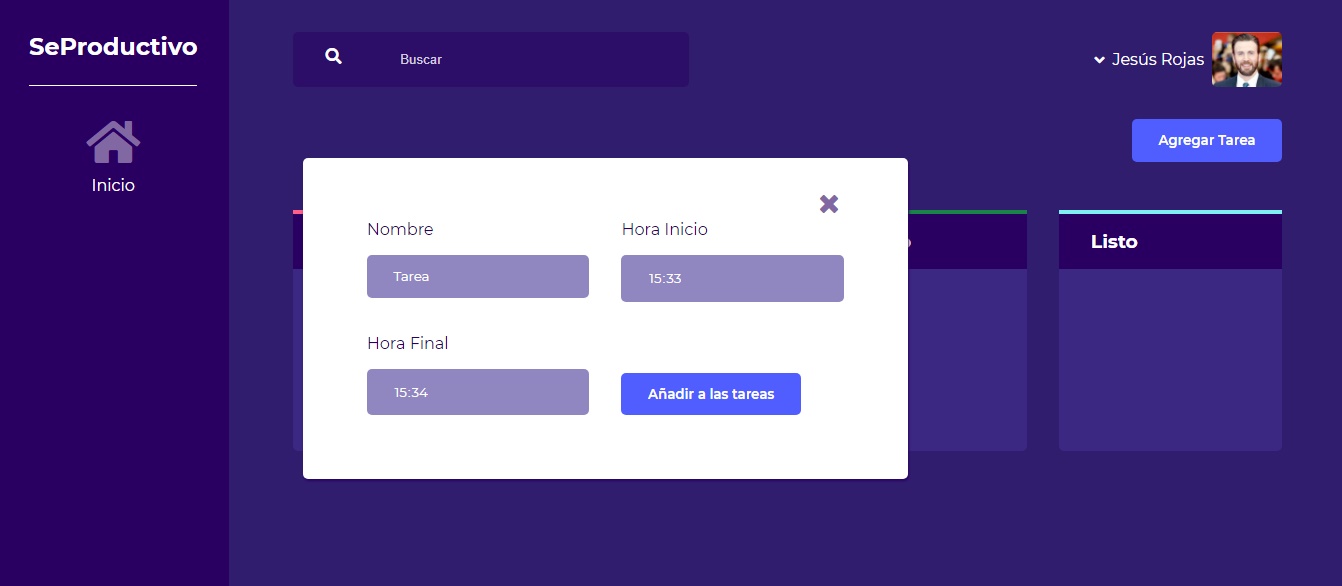 SeProductivo
Inicio
Buscar
Jesús Rojas
Agregar Tarea
Nombre
Hora Inicio
Tarea
15:33
Hora Final
15:34
Añadir a las tareas
Listo